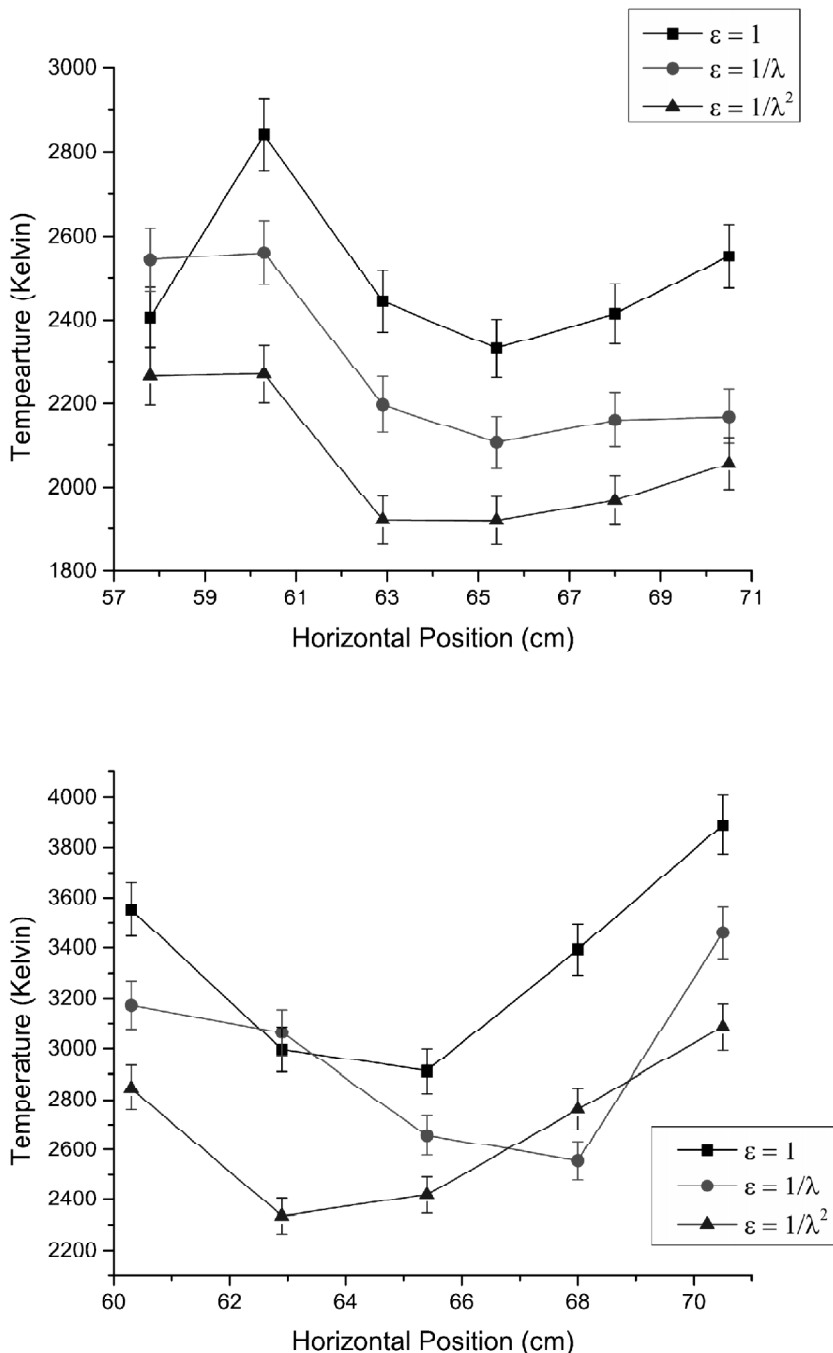 ε = 1
ε = 1/λ
ε = 1/λ²
3000
2800
2600
2400
2200
2000
1800
Tempearture (Kelvin)
57 59 61 63 65 67 69 71
Horizontal Position (cm)
4000
3800
3600
3400
3200
3000
2800
2600
2400
2200
Temperature (Kelvin)
ε = 1
ε = 1/λ
ε = 1/λ²
60 62 64 66 68 70
Horizontal Position (cm)